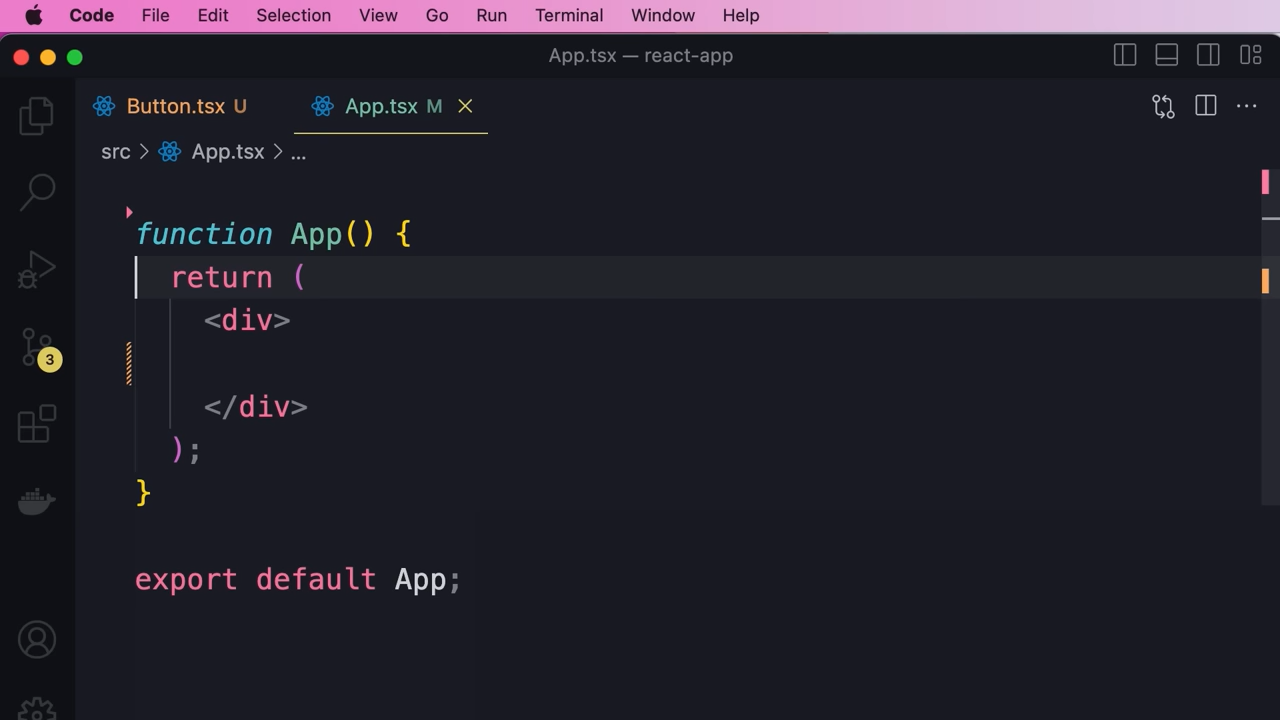 Code File Edit Selection View Go Run Terminal Window Help
App.tsx — react-app
Button.tsx U App.tsx M
src > App.tsx > ...
function App() {
return (
<div>
3
</div>
);
}
export default App;